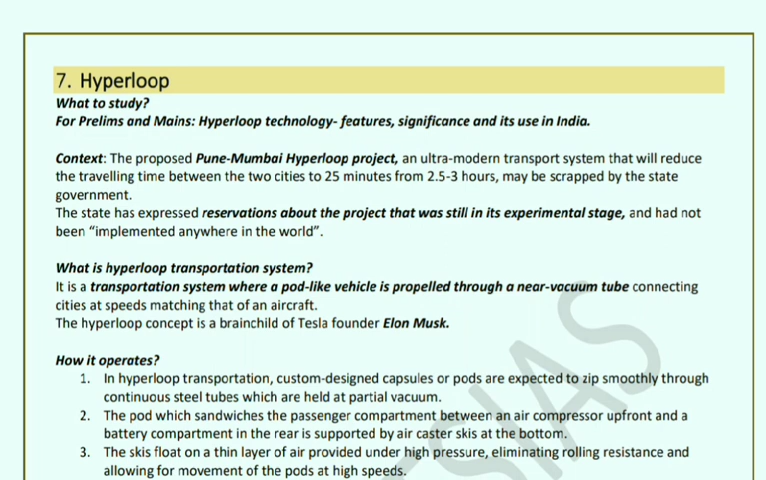 7. Hyperloop
What to study?
For Prelims and Mains: Hyperloop technology- features, significance and its use in India.
Context: The proposed Pune-Mumbai Hyperloop project, an ultra-modern transport system that will reduce
the travelling time between the two cities to 25 minutes from 2.5-3 hours, may be scrapped by the state
government.
The state has expressed reservations about the project that was still in its experimental stage, and had not
been “implemented anywhere in the world”.
What is hyperloop transportation system?
It is a transportation system where a pod-like vehicle is propelled through a near-vacuum tube connecting
cities at speeds matching that of an aircraft.
The hyperloop concept is a brainchild of Tesla founder Elon Musk.
How it operates?
1. In hyperloop transportation, custom-designed capsules or pods are expected to zip smoothly through
continuous steel tubes which are held at partial vacuum.
2. The pod which sandwiches the passenger compartment between an air compressor upfront and a
battery compartment in the rear is supported by air caster skis at the bottom.
3. The skis float on a thin layer of air provided under high pressure, eliminating rolling resistance and
allowing for movement of the pods at high speeds.
SIAS